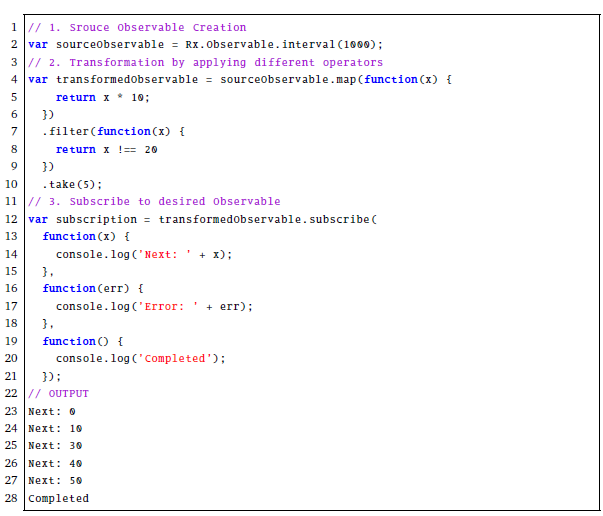 1 // 1. Srouce Observable Creation
2 var sourceObservable = Rx.Observable.interval(1000);
3 // 2. Transformation by applying different operators
4 var transformedObservable = sourceObservable.map(function(x) {
5     return x * 10;
6   })
7   .filter(function(x) {
8     return x !== 20
9   })
10   .take(5);
11 // 3. Subscribe to desired Observable
12 var subscription = transformedObservable.subscribe(
13   function(x) {
14     console.log('Next: ' + x);
15   },
16   function(err) {
17     console.log('Error: ' + err);
18   },
19   function() {
20     console.log('Completed');
21   });
22 // OUTPUT
23 Next: 0
24 Next: 10
25 Next: 30
26 Next: 40
27 Next: 50
28 Completed